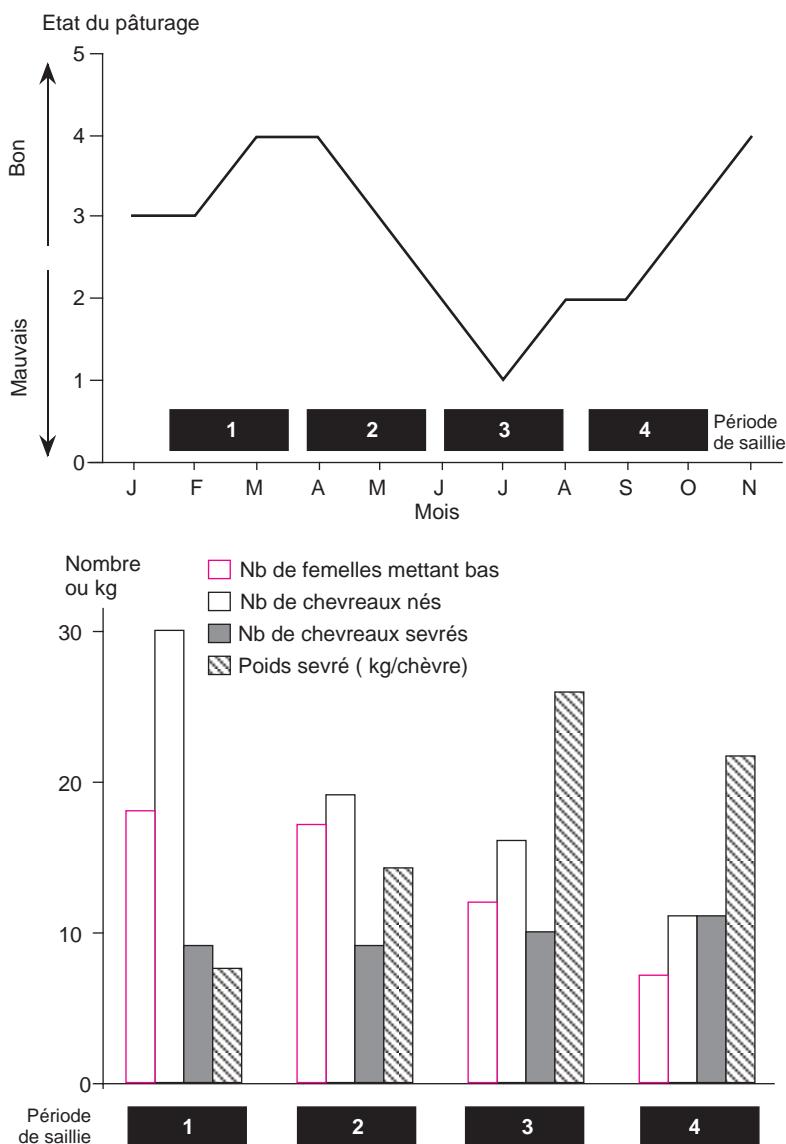 Etat du pâturage
5
4
3
2
1
0
Bon
Mauvais
1 2 3 4
Période
de saillie
J F M A M J J A S O N
Mois
Nombre
ou kg
Nb de femelles mettant bas
Nb de chevreaux nés
Nb de chevreaux sevrés
Poids sevré ( kg/chèvre)
30
20
10
0
Période
de saillie
1 2 3 4